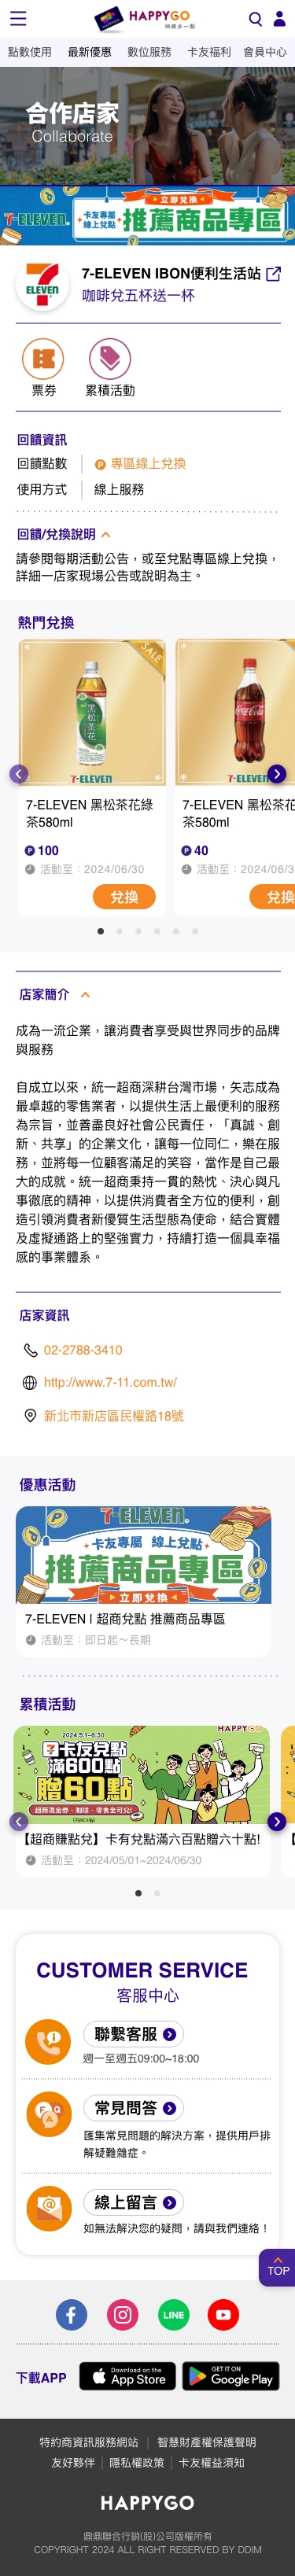 HAPPYGO
快樂多一點
點數使用 最新優惠 數位服務 卡友福利 會員中心
合作店家
Collaborate
立即兌換
卡友專屬
線上兌點
推薦商品專區
7-ELEVEN
7-ELEVEN IBON便利生活站
咖啡兌五杯送一杯
票券 累積活動
回饋資訊
回饋點數 P 專區線上兌換
使用方式 線上服務
回饋/兌換說明
請參閱每期活動公告，或至兌點專區線上兌換，
詳細一店家現場公告或說明為主。
熱門兌換
SALE
黑松茶花
Coca-Cola
7-ELEVEN
7-ELEVEN
7-ELEVEN 黑松茶花綠
茶580ml
P 100
活動至：2024/06/30
兌換
7-ELEVEN 黑松茶花
茶580ml
P 40
活動至：2024/06/3
兌換
店家簡介
成為一流企業，讓消費者享受與世界同步的品牌
與服務
自成立以來，統一超商深耕台灣市場，矢志成為
最卓越的零售業者，以提供生活上最便利的服務
為宗旨，並善盡良好社會公民責任，「真誠、創
新、共享」的企業文化，讓每一位同仁，樂在服
務，並將每一位顧客滿足的笑容，當作是自己最
大的成就。統一超商秉持一貫的熱忱、決心與凡
事徹底的精神，以提供消費者全方位的便利，創
造引領消費者新優質生活型態為使命，結合實體
及虛擬通路上的堅強實力，持續打造一個具幸福
感的事業體系。
店家資訊
02-2788-3410
http://www.7-11.com.tw/
新北市新店區民權路18號
優惠活動
7-ELEVEN
卡友專屬 線上兌點
推薦商品專區
立即兌換
7-ELEVEN | 超商兌點 推薦商品專區
活動至：即日起～長期
累積活動
HAPPYGO
2024.5.1-6.30
卡友兌點
滿600點
贈60點
超商現金券、咖啡、零食全可兌!
【超商賺點兌】卡有兌點滿六百點贈六十點!
【
活動至：2024/05/01~2024/06/30
CUSTOMER SERVICE
客服中心
聯繫客服
週一至週五09:00~18:00
F Q
A
常見問答
匯集常見問題的解決方案，提供用戶排
解疑難雜症。
線上留言
如無法解決您的疑問，請與我們連絡！
TOP
LINE
下載APP
Download on the
App Store
GET IT ON
Google Play
特約商資訊服務網站 | 智慧財產權保護聲明
友好夥伴 | 隱私權政策 | 卡友權益須知
HAPPYGO
鼎鼎聯合行銷(股)公司版權所有
COPYRIGHT 2024 ALL RIGHT RESERVED BY DDIM